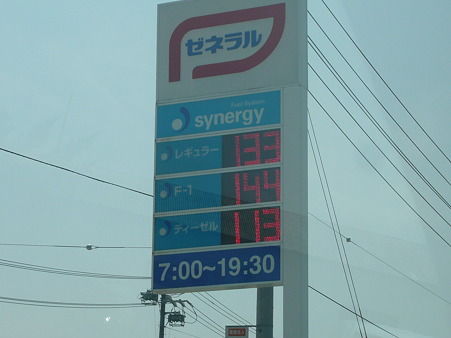 ゼネラル
Fuel System
synergy
レギュラー 133
F-1 144
ディーゼル 113
7:00~19:30